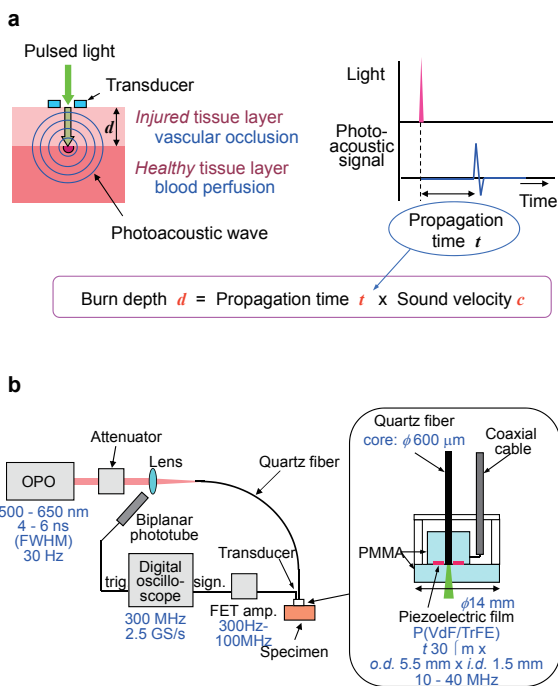 a
Pulsed light
Transducer
d
Injured tissue layer
vascular occlusion
Healthy tissue layer
blood perfusion
Photoacoustic wave
Light
Photo-
acoustic
signal
Time
Propagation
time t
Burn depth d = Propagation time t x Sound velocity c
b
Attenuator
Lens
OPO
500 - 650 nm
4 - 6 ns
(FWHM)
30 Hz
Biplanar
phototube
Quartz fiber
Transducer
trig.
Digital
oscillo-
scope
sign.
300 MHz
2.5 GS/s
FET amp.
300Hz-
100MHz
Specimen
Quartz fiber
core: ϕ600 μm
Coaxial
cable
PMMA
ϕ14 mm
Piezoelectric film
P(VdF/TrFE)
t 30 ⌠m x
o.d. 5.5 mm x i.d. 1.5 mm
10 - 40 MHz